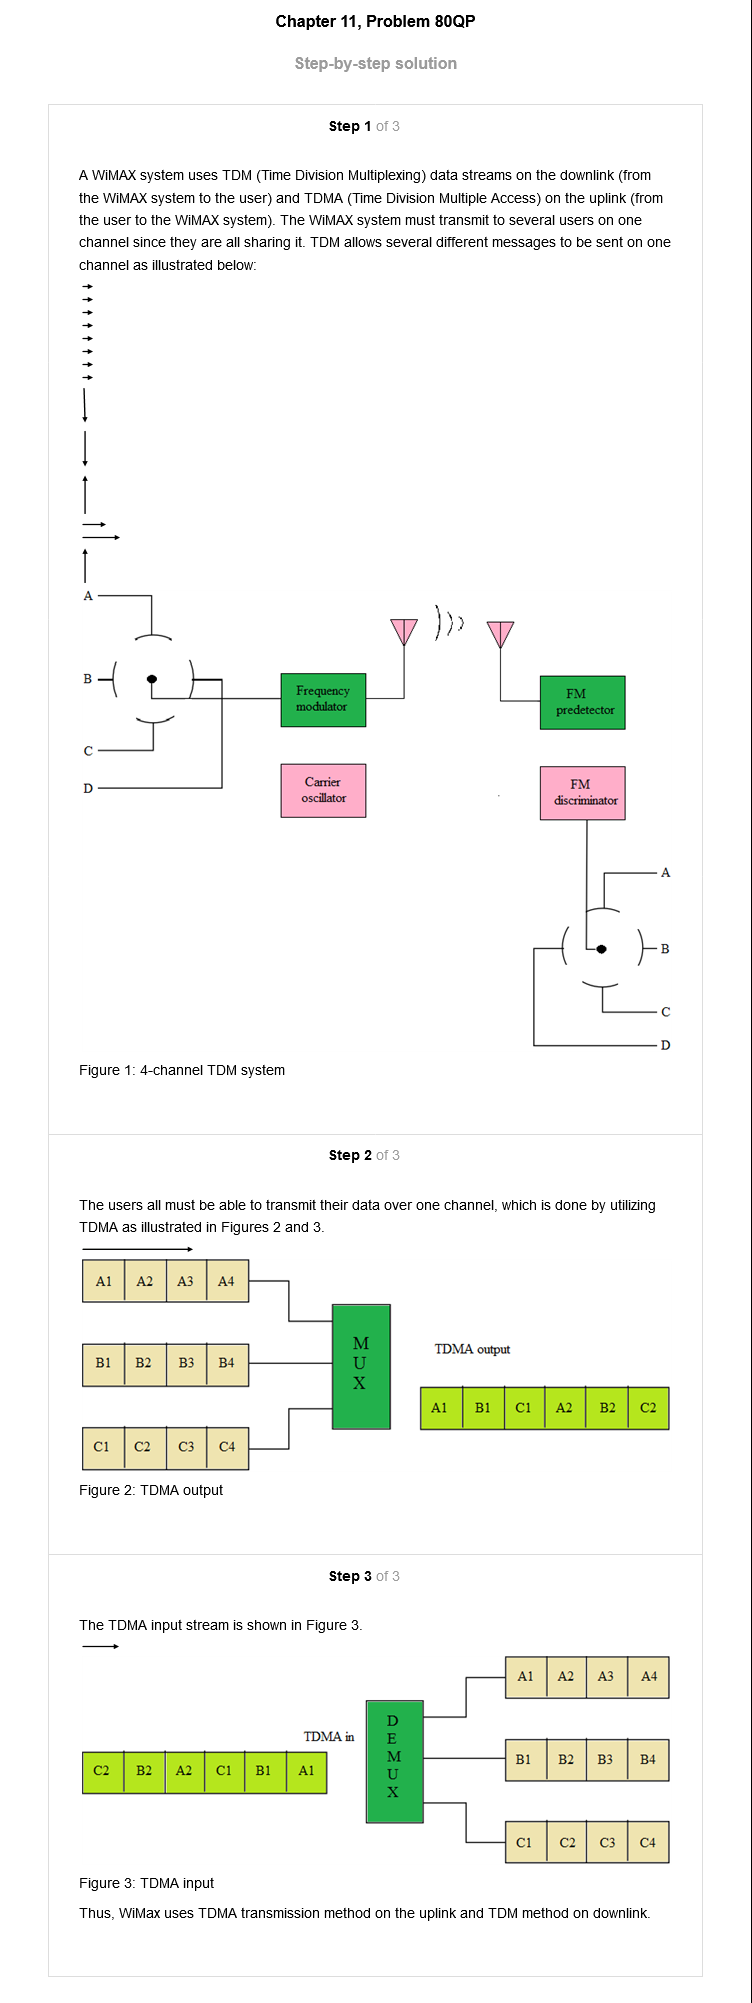 Chapter 11, Problem 80QP
Step-by-step solution
Step 1 of 3
A WiMAX system uses TDM (Time Division Multiplexing) data streams on the downlink (from
the WiMAX system to the user) and TDMA (Time Division Multiple Access) on the uplink (from
the user to the WiMAX system). The WiMAX system must transmit to several users on one
channel since they are all sharing it. TDM allows several different messages to be sent on one
channel as illustrated below:
A
B
C
D
Frequency
modulator
Carrier
oscillator
FM
predetector
FM
discriminator
A
B
C
D
Figure 1: 4-channel TDM system
Step 2 of 3
The users all must be able to transmit their data over one channel, which is done by utilizing
TDMA as illustrated in Figures 2 and 3.
A1 A2 A3 A4
B1 B2 B3 B4
C1 C2 C3 C4
M
U
X
TDMA output
A1 B1 C1 A2 B2 C2
Figure 2: TDMA output
Step 3 of 3
The TDMA input stream is shown in Figure 3.
TDMA in
C2 B2 A2 C1 B1 A1
D
E
M
U
X
A1 A2 A3 A4
B1 B2 B3 B4
C1 C2 C3 C4
Figure 3: TDMA input
Thus, WiMax uses TDMA transmission method on the uplink and TDM method on downlink.